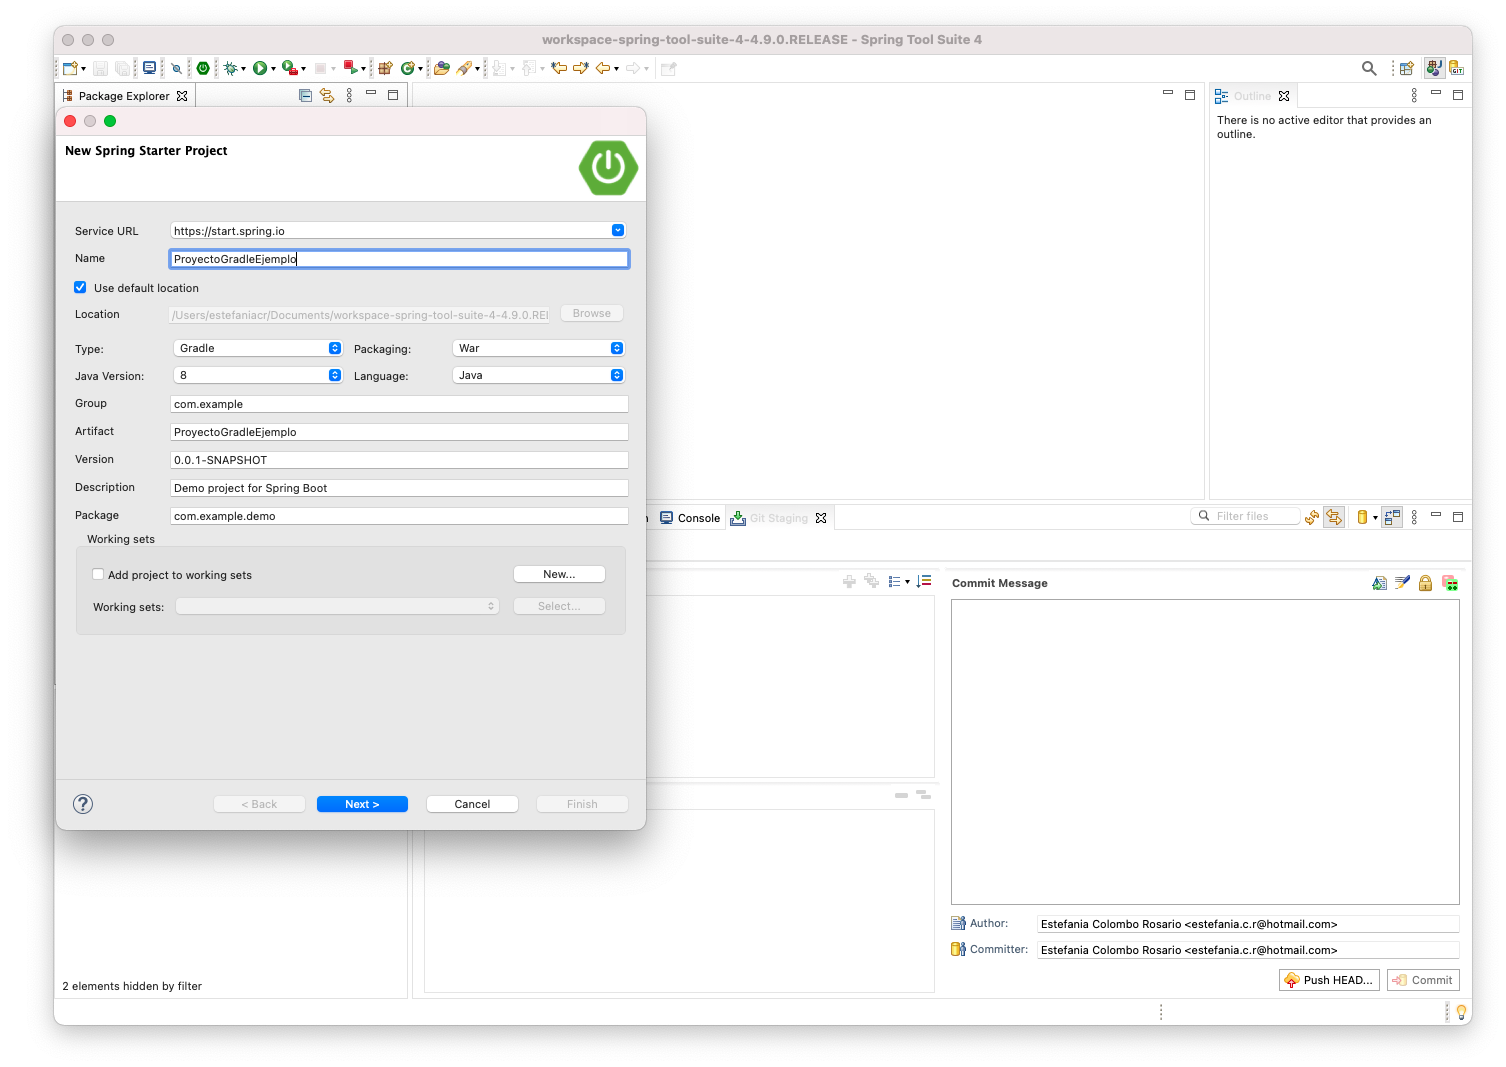 workspace-spring-tool-suite-4-4.9.0.RELEASE - Spring Tool Suite 4
Package Explorer
Outline
There is no active editor that provides an
outline.
New Spring Starter Project
Service URL
https://start.spring.io
Name
ProyectoGradleEjemplo
Use default location
Location
/Users/estefaniacr/Documents/workspace-spring-tool-suite-4-4.9.0.REl
Browse
Type:
Gradle
Packaging:
War
Java Version:
8
Language:
Java
Group
com.example
Artifact
ProyectoGradleEjemplo
Version
0.0.1-SNAPSHOT
Description
Demo project for Spring Boot
Package
com.example.demo
Working sets
Add project to working sets
New...
Working sets:
Select...
< Back
Next >
Cancel
Finish
Console
Git Staging
Filter files
Commit Message
Author:
Estefania Colombo Rosario <estefania.c.r@hotmail.com>
Committer:
Estefania Colombo Rosario <estefania.c.r@hotmail.com>
Push HEAD...
Commit
2 elements hidden by filter